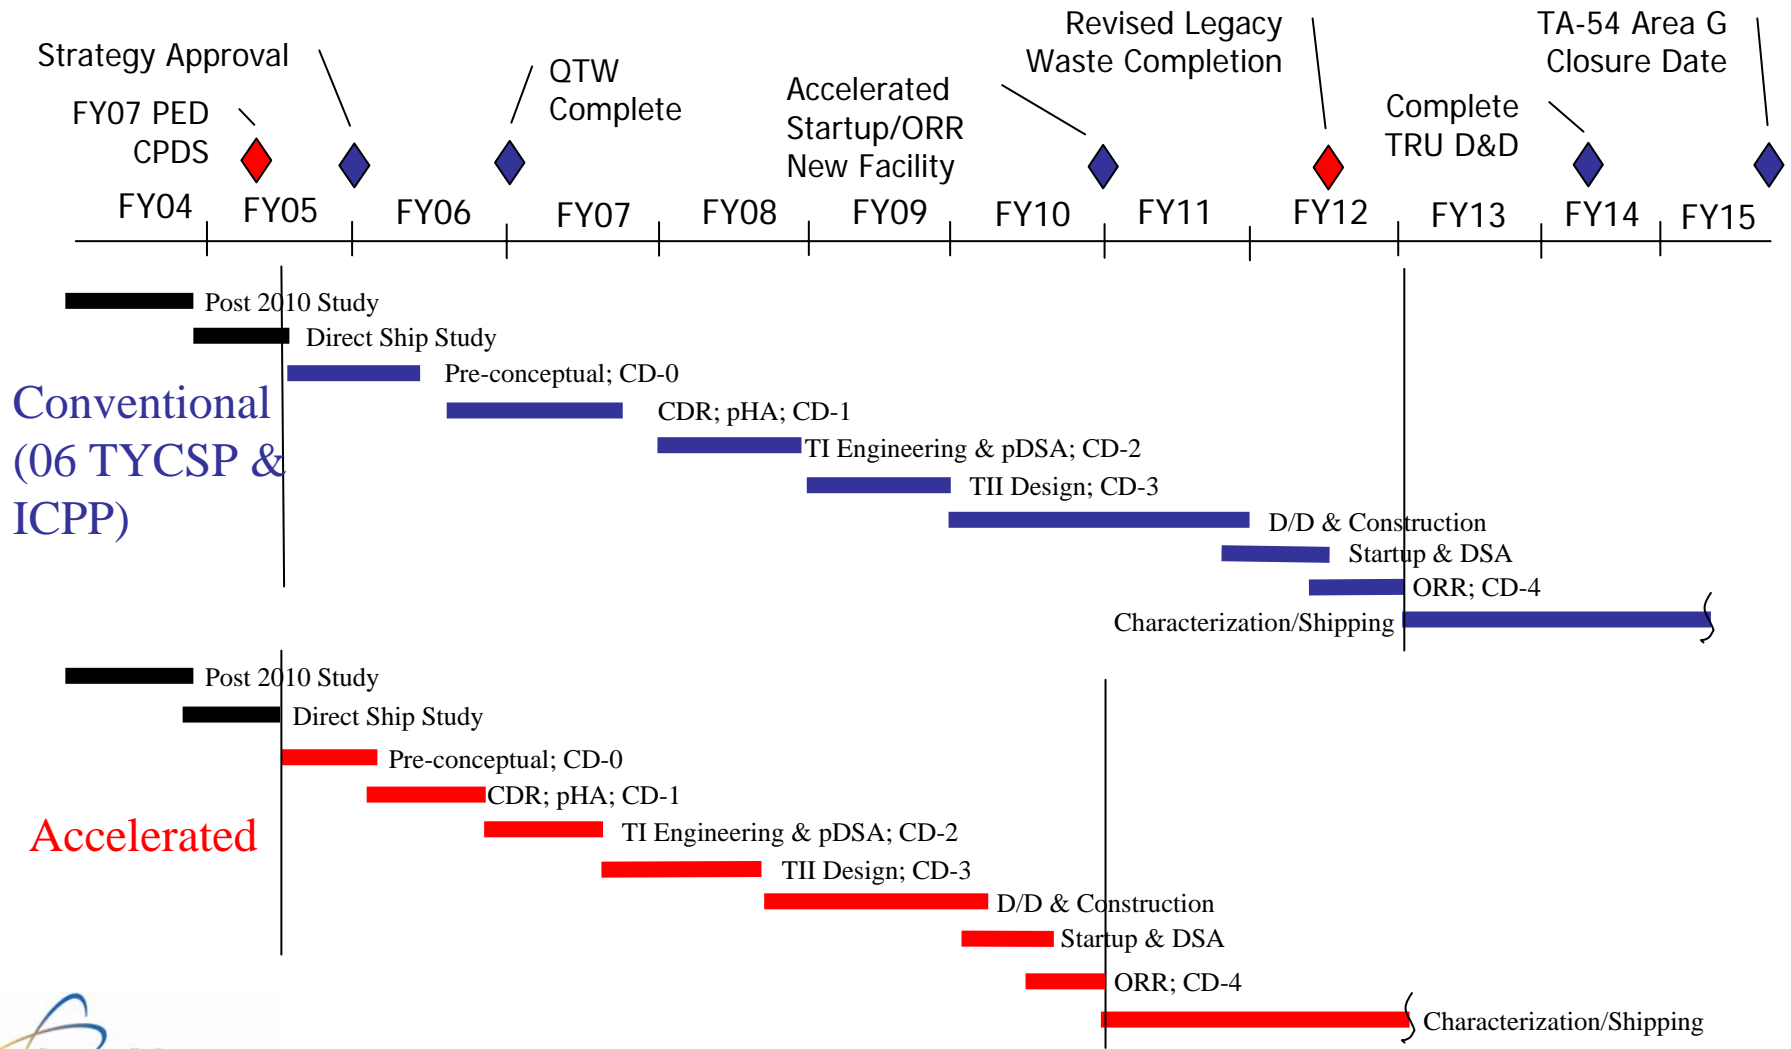 Strategy Approval
FY07 PED
CPDS
QTW
Complete
Accelerated
Startup/ORR
New Facility
Revised Legacy
Waste Completion
Complete
TRU D&D
TA-54 Area G
Closure Date
FY04 FY05 FY06 FY07 FY08 FY09 FY10 FY11 FY12 FY13 FY14 FY15
Conventional
(06 TYCSP &
ICPP)
Post 2010 Study
Direct Ship Study
Pre-conceptual; CD-0
CDR; pHA; CD-1
TI Engineering & pDSA; CD-2
TII Design; CD-3
D/D & Construction
Startup & DSA
ORR; CD-4
Characterization/Shipping
Accelerated
Post 2010 Study
Direct Ship Study
Pre-conceptual; CD-0
CDR; pHA; CD-1
TI Engineering & pDSA; CD-2
TII Design; CD-3
D/D & Construction
Startup & DSA
ORR; CD-4
Characterization/Shipping